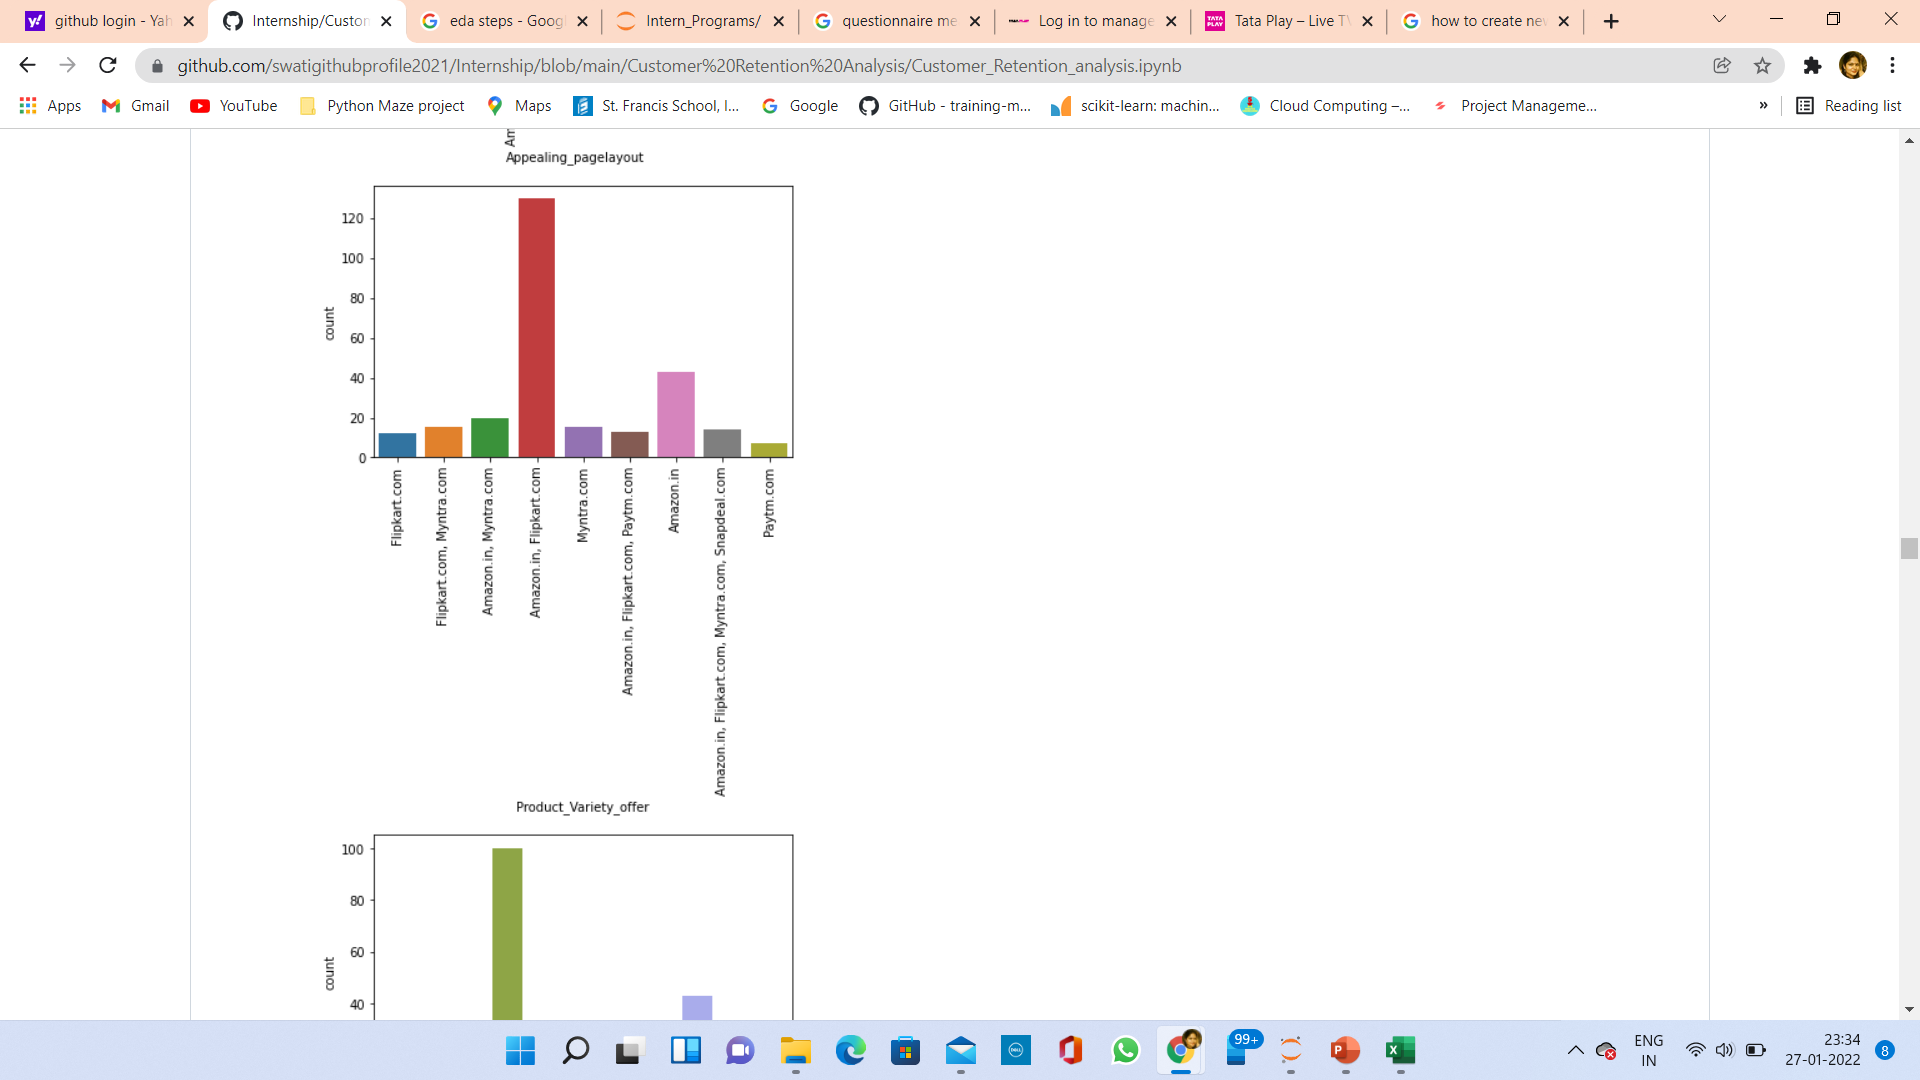 github login - Yah
Internship/Custom
eda steps - Goog
Intern_Programs/
questionnaire me
Log in to manage
Tata Play – Live TV
how to create new
github.com/swatigithubprofile2021/Internship/blob/main/Customer%20Retention%20Analysis/Customer_Retention_analysis.ipynb
Apps
Gmail
YouTube
Python Maze project
Maps
St. Francis School, I...
Google
GitHub - training-m...
scikit-learn: machin...
Cloud Computing –...
Project Manageme...
»
Reading list
Am
Appealing_pagelayout
120
100
80
60
40
20
0
count
Flipkart.com
Flipkart.com, Myntra.com
Amazon.in, Myntra.com
Amazon.in, Flipkart.com
Myntra.com
Amazon.in, Flipkart.com, Paytm.com
Amazon.in
Amazon.in, Flipkart.com, Myntra.com, Snapdeal.com
Paytm.com
Product_Variety_offer
100
80
60
40
count
99+
ENG
IN
23:34
27-01-2022
8